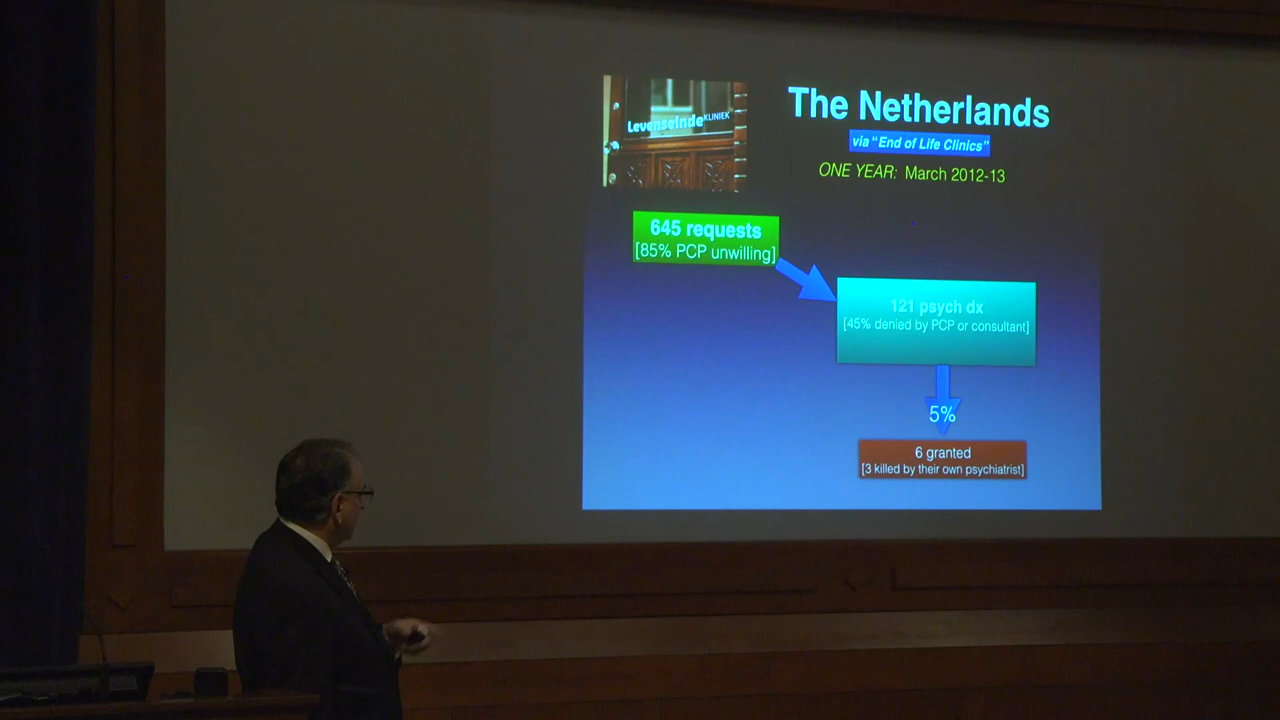 Levenseinde KLINIEK
The Netherlands
via "End of Life Clinics"
ONE YEAR: March 2012-13
645 requests
[85% PCP unwilling]
121 psych dx
[45% denied by PCP or consultant]
5%
6 granted
[3 killed by their own psychiatrist]